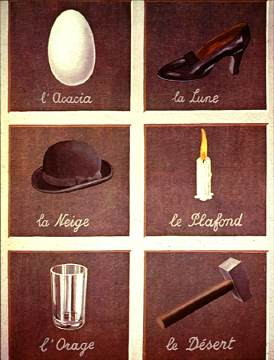 l'Acacia
la Lune
la Neige
le Plafond
l'Orage
le Désert